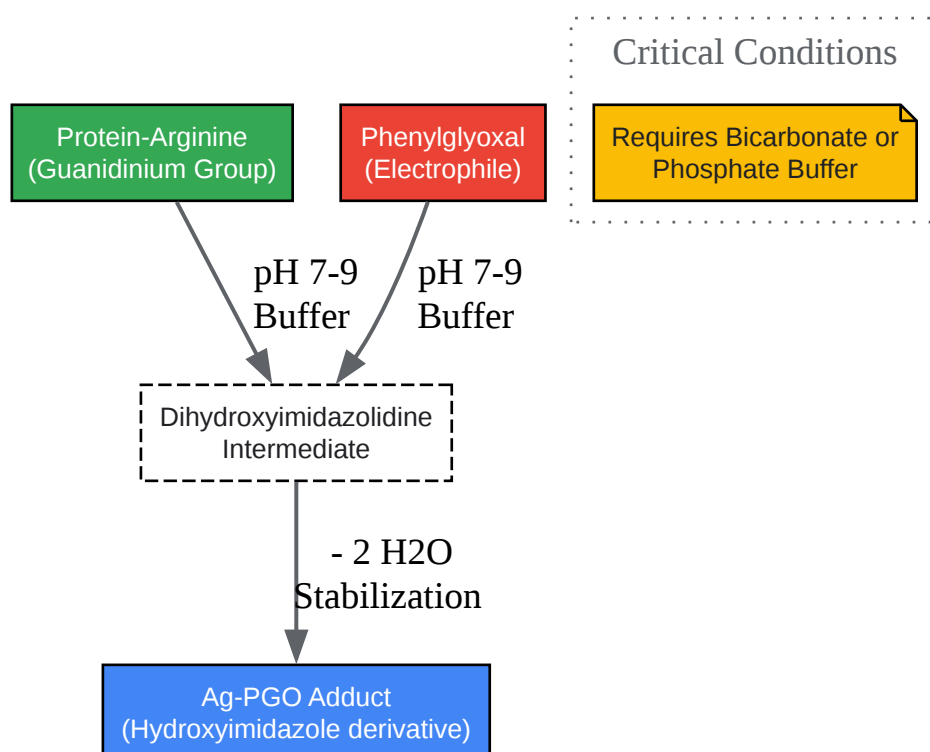 Critical Conditions
Protein-Arginine
(Guanidinium Group)
Phenylglyoxal
(Electrophile)
Requires Bicarbonate or
Phosphate Buffer
pH 7-9
Buffer
pH 7-9
Buffer
Dihydroxyimidazolidine
Intermediate
- 2 H2O
Stabilization
Ag-PGO Adduct
(Hydroxyimidazole derivative)